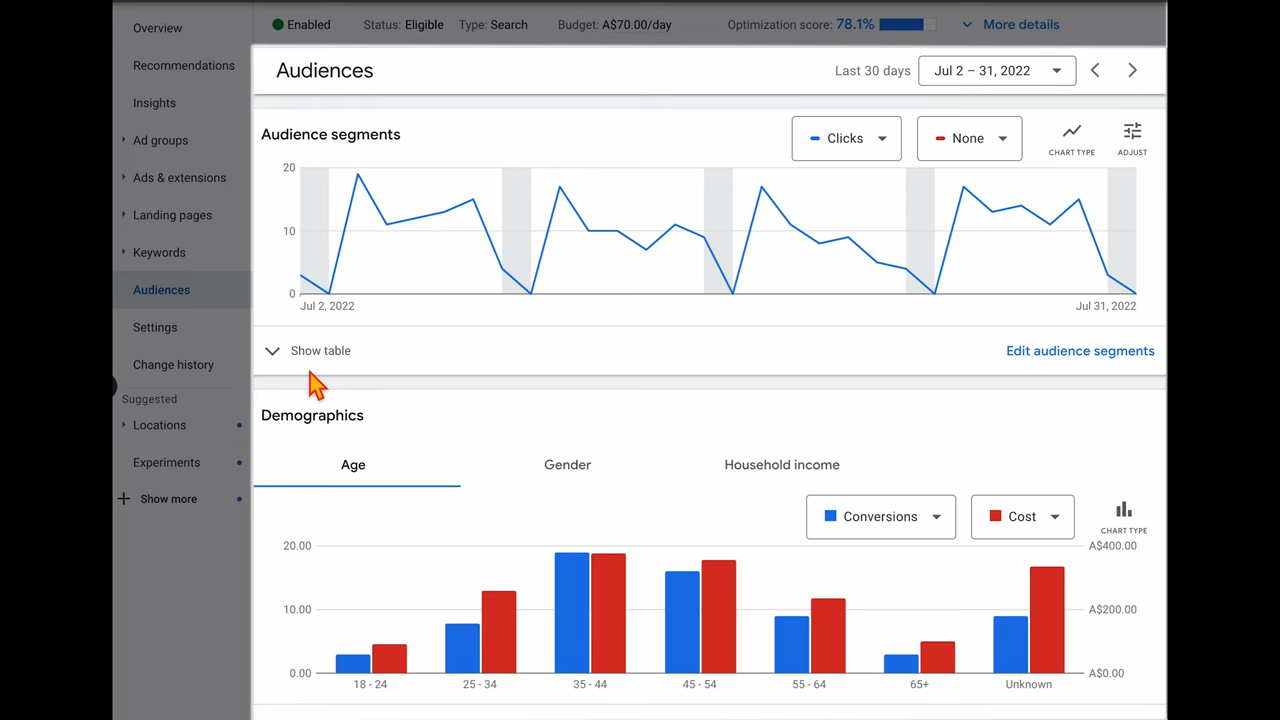 Overview
Recommendations
Insights
Ad groups
Ads & extensions
Landing pages
Keywords
Audiences
Settings
Change history
Suggested
Locations
Experiments
Show more
Enabled Status: Eligible Type: Search Budget: A$70.00/day Optimization score: 78.1% More details
Audiences Last 30 days Jul 2 – 31, 2022
Audience segments Clicks None CHART TYPE ADJUST
20
10
0
Jul 2, 2022 Jul 31, 2022
Show table Edit audience segments
Demographics
Age Gender Household income
Conversions Cost CHART TYPE
20.00 A$400.00
10.00 A$200.00
0.00 A$0.00
18 - 24 25 - 34 35 - 44 45 - 54 55 - 64 65+ Unknown